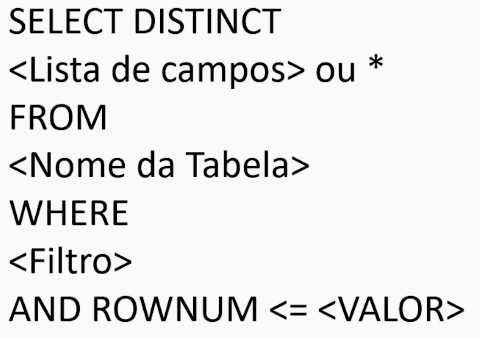 SELECT DISTINCT
<Lista de campos> ou *
FROM
<Nome da Tabela>
WHERE
<Filtro>
AND ROWNUM <= <VALOR>